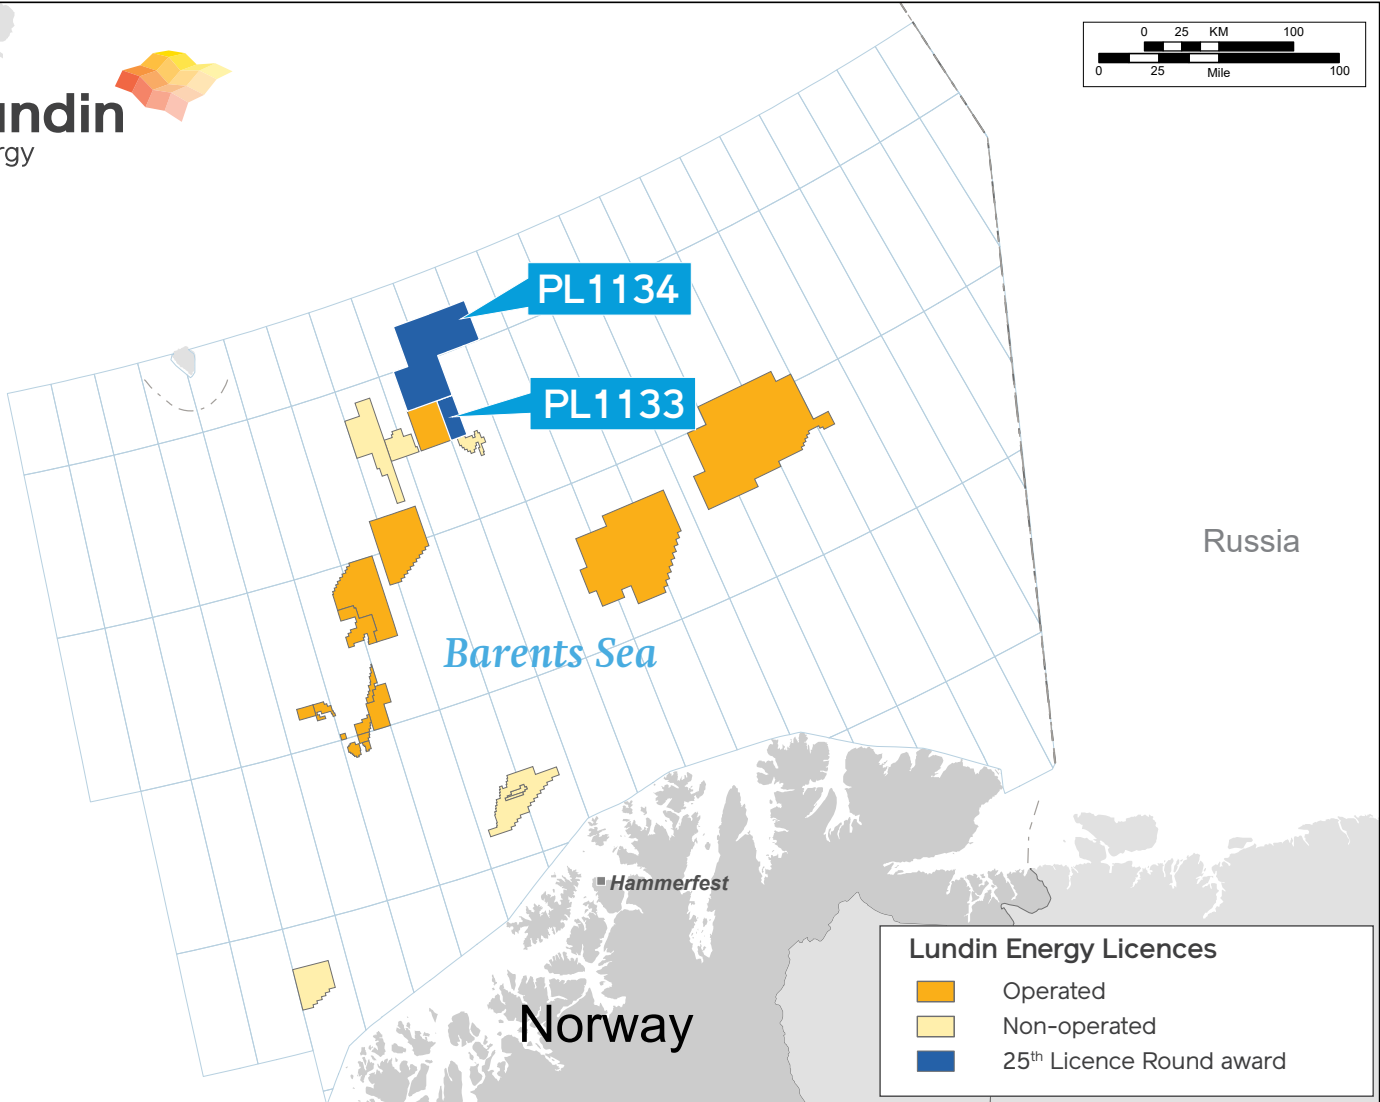 0 25 KM 100
0 25 Mile 100
undin
rgy
PL1134
PL1133
Russia
Barents Sea
Hammerfest
Norway
Lundin Energy Licences
Operated
Non-operated
25th Licence Round award